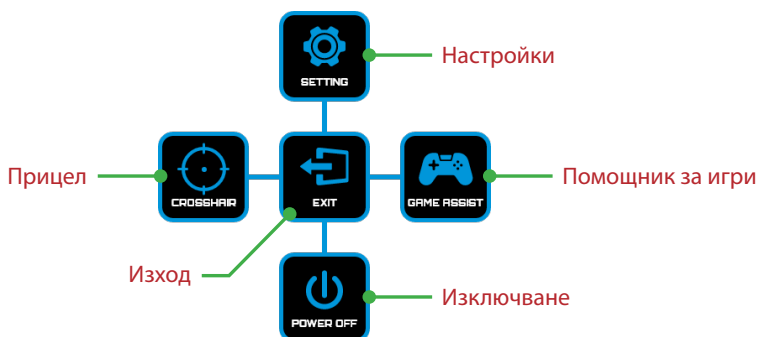 SETTING
Настройки
Прицел
CROSSHAIR
EXIT
GAME ASSIST
Помощник за игри
Изход
POWER OFF
Изключване